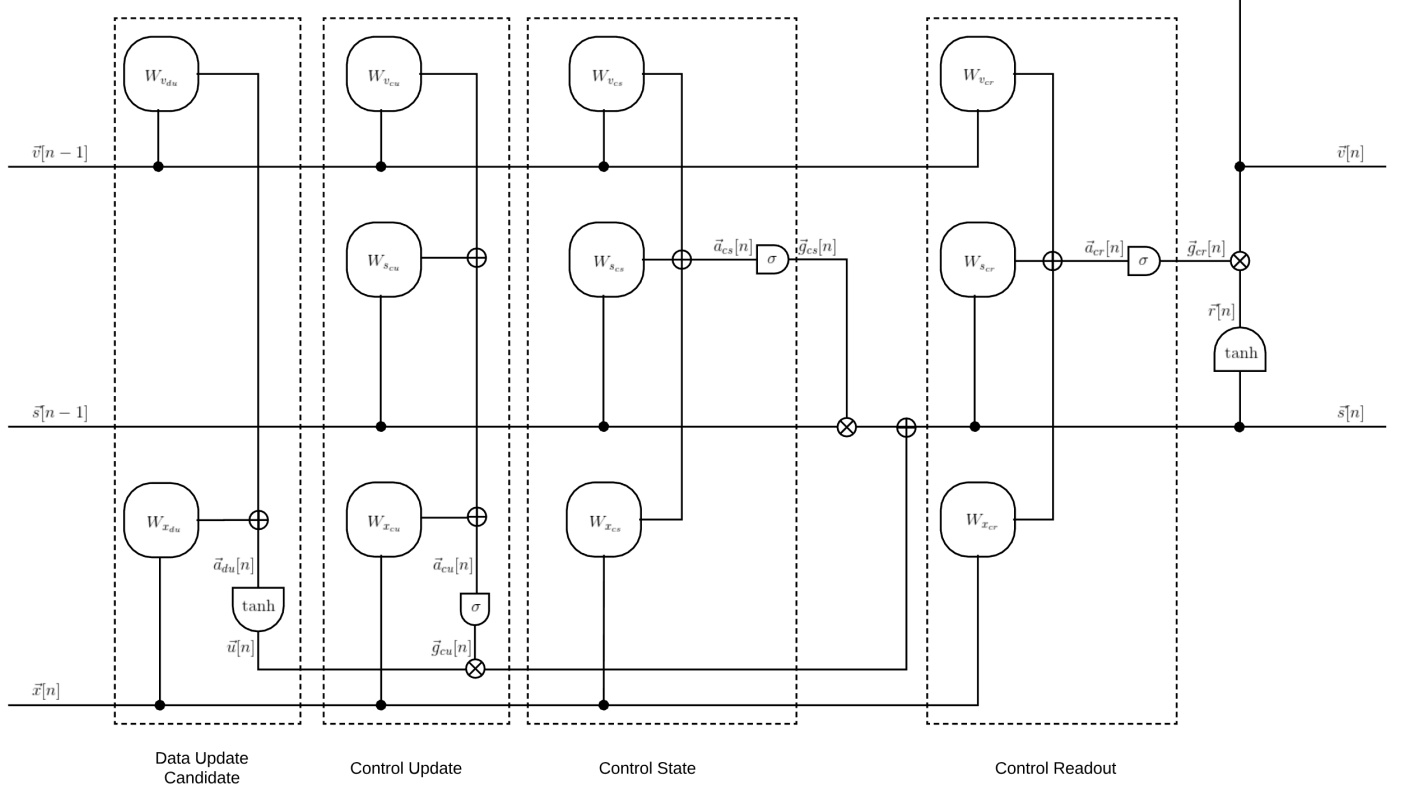 W_{v_{du}} W_{v_{cu}} W_{v_{cs}} W_{v_{cr}}
\vec{v}[n − 1] \vec{v}[n]
W_{s_{cu}} W_{s_{cs}} \vec{a}_{cs}[n] σ \vec{g}_{cs}[n] W_{s_{cr}} \vec{a}_{cr}[n] σ \vec{g}_{cr}[n]
\vec{r}[n]
tanh
\vec{s}[n − 1] \vec{s}[n]
W_{x_{du}} W_{x_{cu}} W_{x_{cs}} W_{x_{cr}}
\vec{a}_{du}[n] \vec{a}_{cu}[n]
tanh σ
\vec{u}[n] \vec{g}_{cu}[n]
\vec{x}[n]
Data Update
Candidate
Control Update
Control State
Control Readout